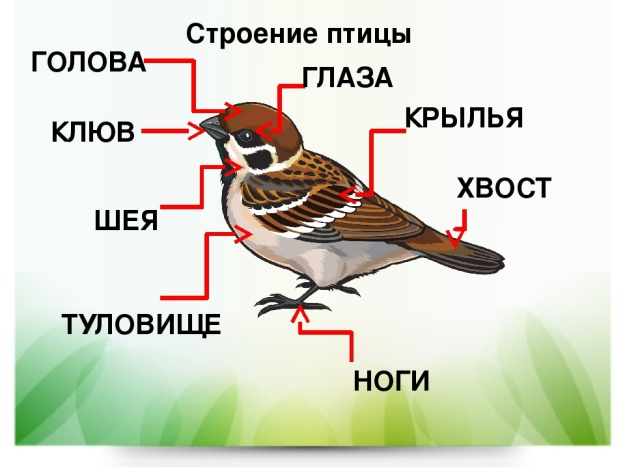 Строение птицы
ГОЛОВА
ГЛАЗА
КЛЮВ
КРЫЛЬЯ
ХВОСТ
ШЕЯ
ТУЛОВИЩЕ
НОГИ